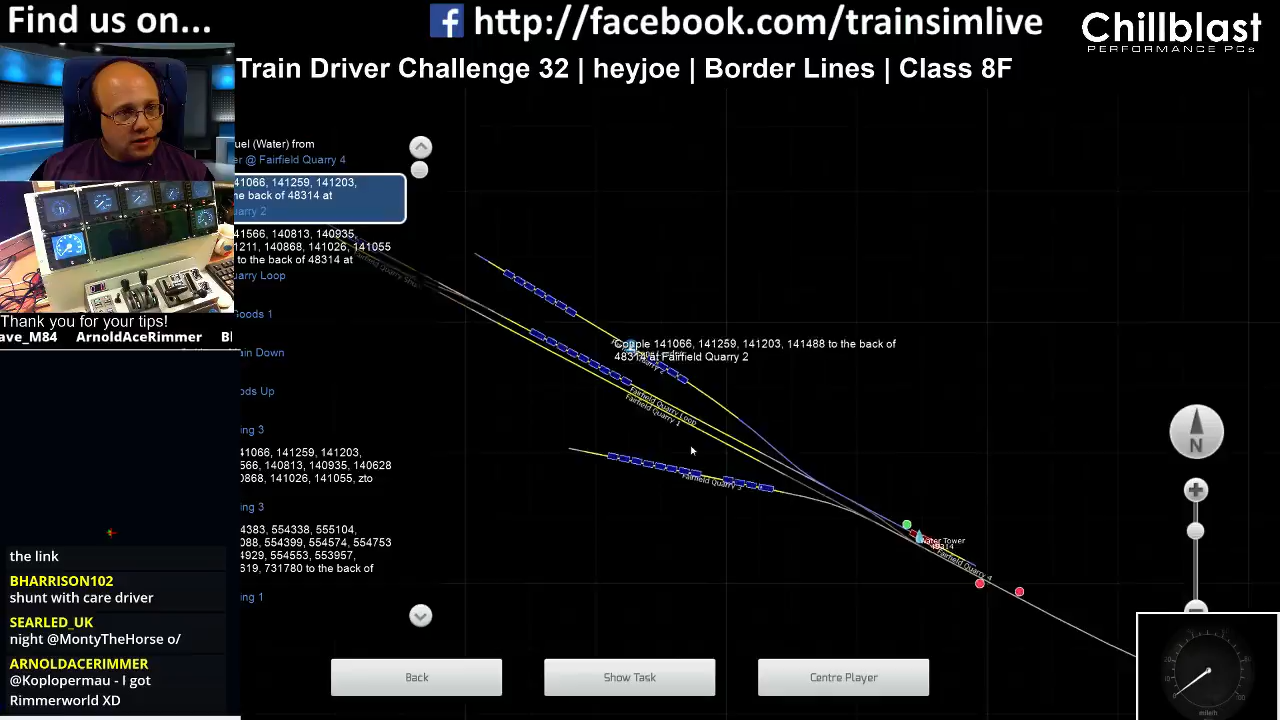 Find us on...
f http://facebook.com/trainsimlive
Chillblast
PERFORMANCE PCs
Train Driver Challenge 32 | heyjoe | Border Lines | Class 8F
uel (Water) from
er @ Fairfield Quarry 4
41066, 141259, 141203,
he back of 48314 at
uarry 2
41566, 140813, 140935,
1211, 140868, 141026, 141055
to the back of 48314 at
uarry Loop
oods 1
ain Down
ods Up
ing 3
41066, 141259, 141203,
566, 140813, 140935, 140628
0868, 141026, 141055, zto
ing 3
4383, 554338, 555104,
088, 554399, 554574, 554753
4929, 554553, 553957,
619, 731780 to the back of
ing 1
Couple 141066, 141259, 141203, 141488 to the back of
48314 at Fairfield Quarry 2
Fairfield Quarry Loop
Fairfield Quarry 1
Fairfield Quarry 3
Water Tower
48314
Fairfield Quarry 4
N
Thank you for your tips!
ave_M84 ArnoldAceRimmer Bl
the link
BHARRISON102
shunt with care driver
SEARLED_UK
night @MontyTheHorse o/
ARNOLDACERIMMER
@Koplopermau - I got
Rimmerworld XD
Back
Show Task
Centre Player
mile/h